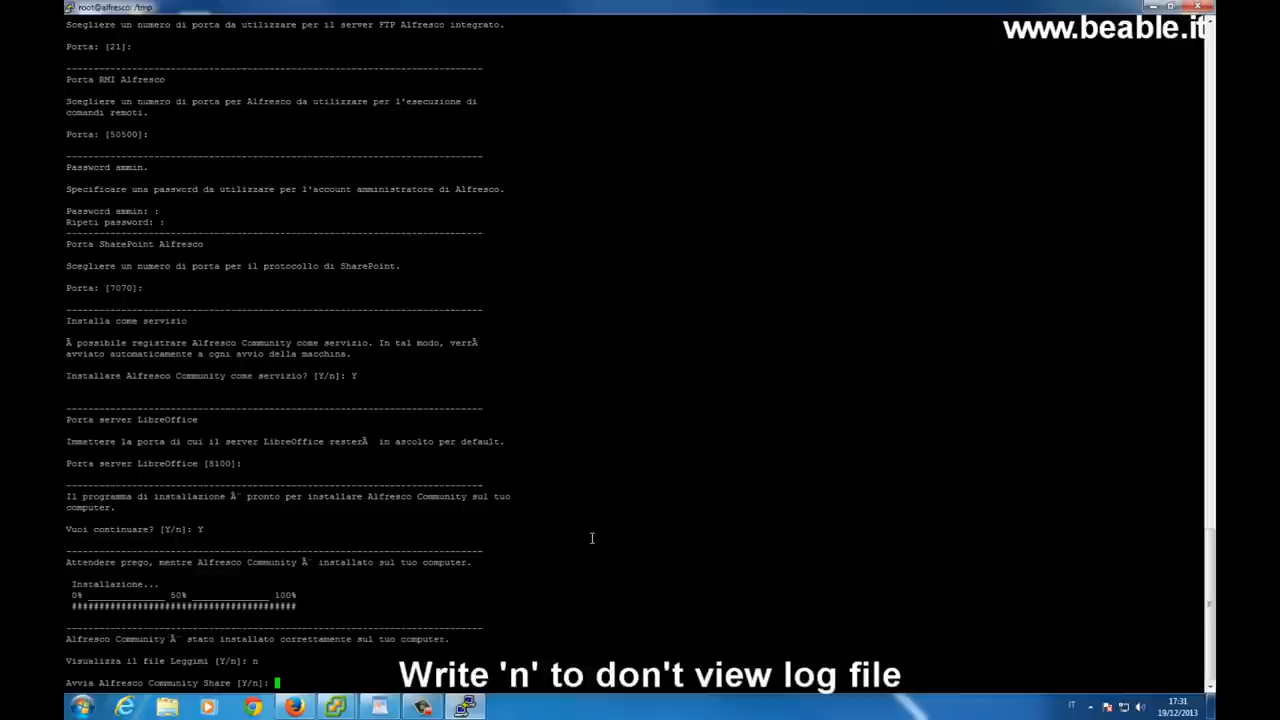 root@alfresco: /tmp
www.beable.it
Scegliere un numero di porta da utilizzare per il server FTP Alfresco integrato.
Porta: [21]:
Porta RMI Alfresco
Scegliere un numero di porta per Alfresco da utilizzare per l'esecuzione di
comandi remoti.
Porta: [50500]:
Password ammin.
Specificare una password da utilizzare per l'account amministratore di Alfresco.
Password ammin: :
Ripeti password: :
Porta SharePoint Alfresco
Scegliere un numero di porta per il protocollo di SharePoint.
Porta: [7070]:
Installa come servizio
Ã possibile registrare Alfresco Community come servizio. In tal modo, verrÃ
avviato automaticamente a ogni avvio della macchina.
Installare Alfresco Community come servizio? [Y/n]: Y
Porta server LibreOffice
Immettere la porta di cui il server LibreOffice resterÃ  in ascolto per default.
Porta server LibreOffice [8100]:
Il programma di installazione Ã¨ pronto per installare Alfresco Community sul tuo
computer.
Vuoi continuare? [Y/n]: Y
Attendere prego, mentre Alfresco Community Ã¨ installato sul tuo computer.
Installazione...
0% ______________ 50% ______________ 100%
#########################################
Alfresco Community Ã¨ stato installato correttamente sul tuo computer.
Visualizza il file Leggimi [Y/n]: n
Avvia Alfresco Community Share [Y/n]:
Write 'n' to don't view log file
IT
17:31
19/12/2013